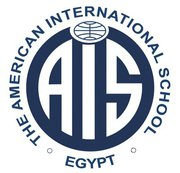 THE AMERICAN INTERNATIONAL SCHOOL
AIS
EGYPT